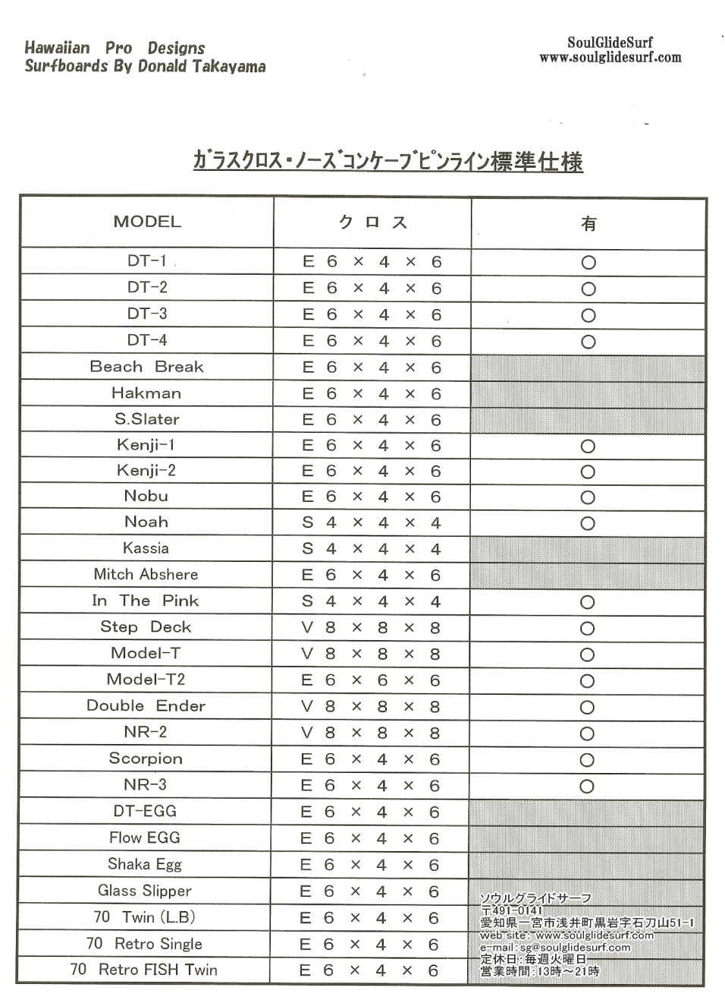 Hawaiian Pro Designs
Surfboards By Donald Takayama
SoulGlideSurf
www.soulglidesurf.com
ｶﾞﾗｽｸﾛｽ・ﾉｰｽﾞｺﾝｹｰﾌﾞﾋﾟﾝﾗｲﾝ標準仕様
MODEL クロス 有
DT-1 E 6 × 4 × 6 ○
DT-2 E 6 × 4 × 6 ○
DT-3 E 6 × 4 × 6 ○
DT-4 E 6 × 4 × 6 ○
Beach Break E 6 × 4 × 6
Hakman E 6 × 4 × 6
S.Slater E 6 × 4 × 6
Kenji-1 E 6 × 4 × 6 ○
Kenji-2 E 6 × 4 × 6 ○
Nobu E 6 × 4 × 6 ○
Noah S 4 × 4 × 4 ○
Kassia S 4 × 4 × 4
Mitch Abshere E 6 × 4 × 6
In The Pink S 4 × 4 × 4 ○
Step Deck V 8 × 8 × 8 ○
Model-T V 8 × 8 × 8 ○
Model-T2 E 6 × 6 × 6 ○
Double Ender V 8 × 8 × 8 ○
NR-2 V 8 × 8 × 8 ○
Scorpion E 6 × 4 × 6 ○
NR-3 E 6 × 4 × 6 ○
DT-EGG E 6 × 4 × 6
Flow EGG E 6 × 4 × 6
Shaka Egg E 6 × 4 × 6
Glass Slipper E 6 × 4 × 6
70 Twin (L.B) E 6 × 4 × 6
70 Retro Single E 6 × 4 × 6
70 Retro FISH Twin E 6 × 4 × 6
ソウルグライドサーフ
〒491-0141
愛知県一宮市浅井町黒岩字石刀山51-1
web site: www.soulglidesurf.com
e-mail:sg@soulglidesurf.com
定休日:毎週火曜日
営業時間:13時～21時